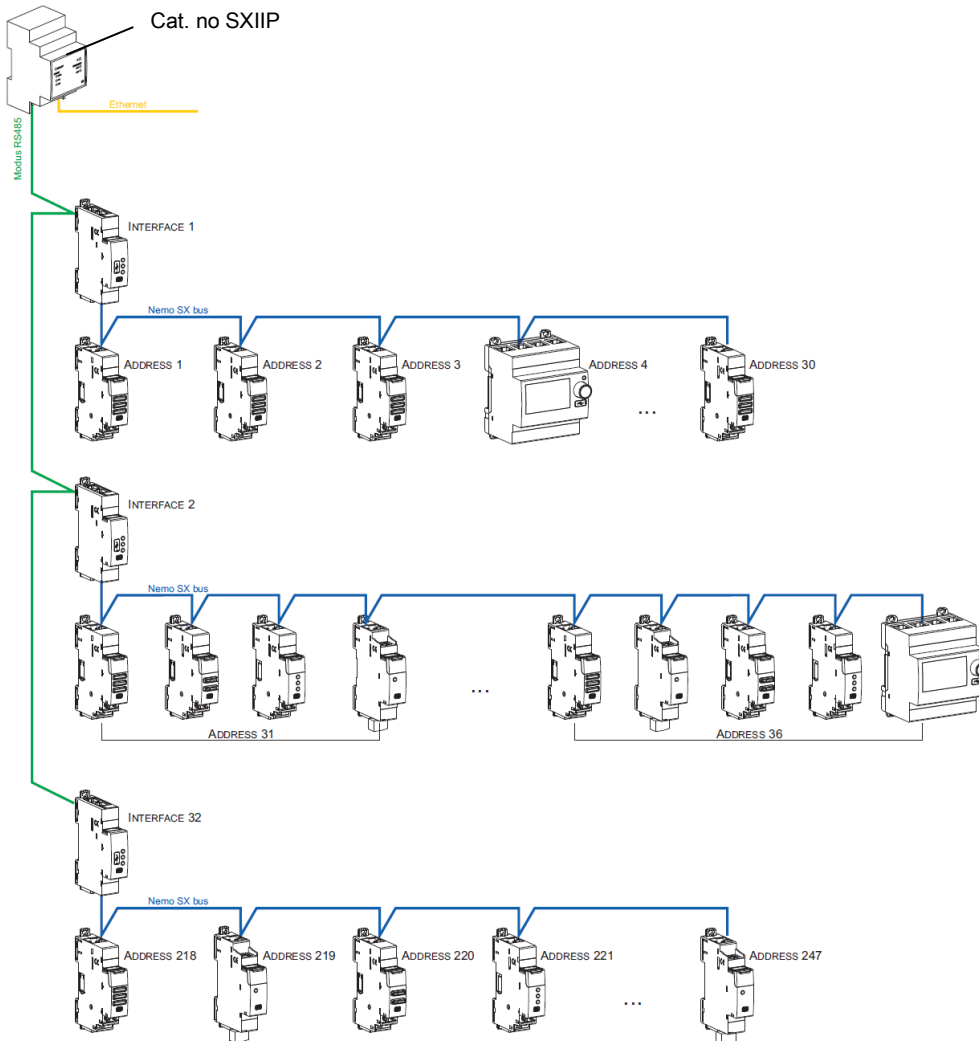 Cat. no SXIIP
Ethernet
Modus RS485
INTERFACE 1
Nemo SX bus
ADDRESS 1
ADDRESS 2
ADDRESS 3
ADDRESS 4
...
ADDRESS 30
INTERFACE 2
Nemo SX bus
...
ADDRESS 31
ADDRESS 36
INTERFACE 32
Nemo SX bus
ADDRESS 218
ADDRESS 219
ADDRESS 220
ADDRESS 221
...
ADDRESS 247